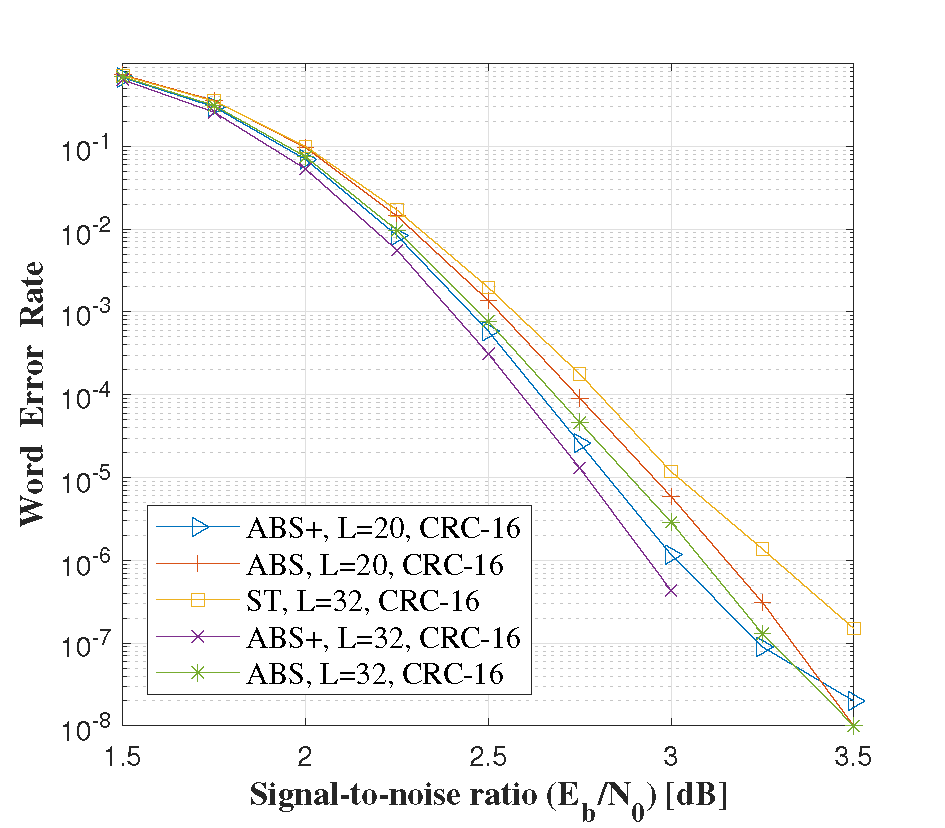 10^-1
10^-2
10^-3
10^-4
10^-5
10^-6
10^-7
10^-8
Word Error Rate
ABS+, L=20, CRC-16
ABS, L=20, CRC-16
ST, L=32, CRC-16
ABS+, L=32, CRC-16
ABS, L=32, CRC-16
1.5 2 2.5 3 3.5
Signal-to-noise ratio (E_b/N_0) [dB]